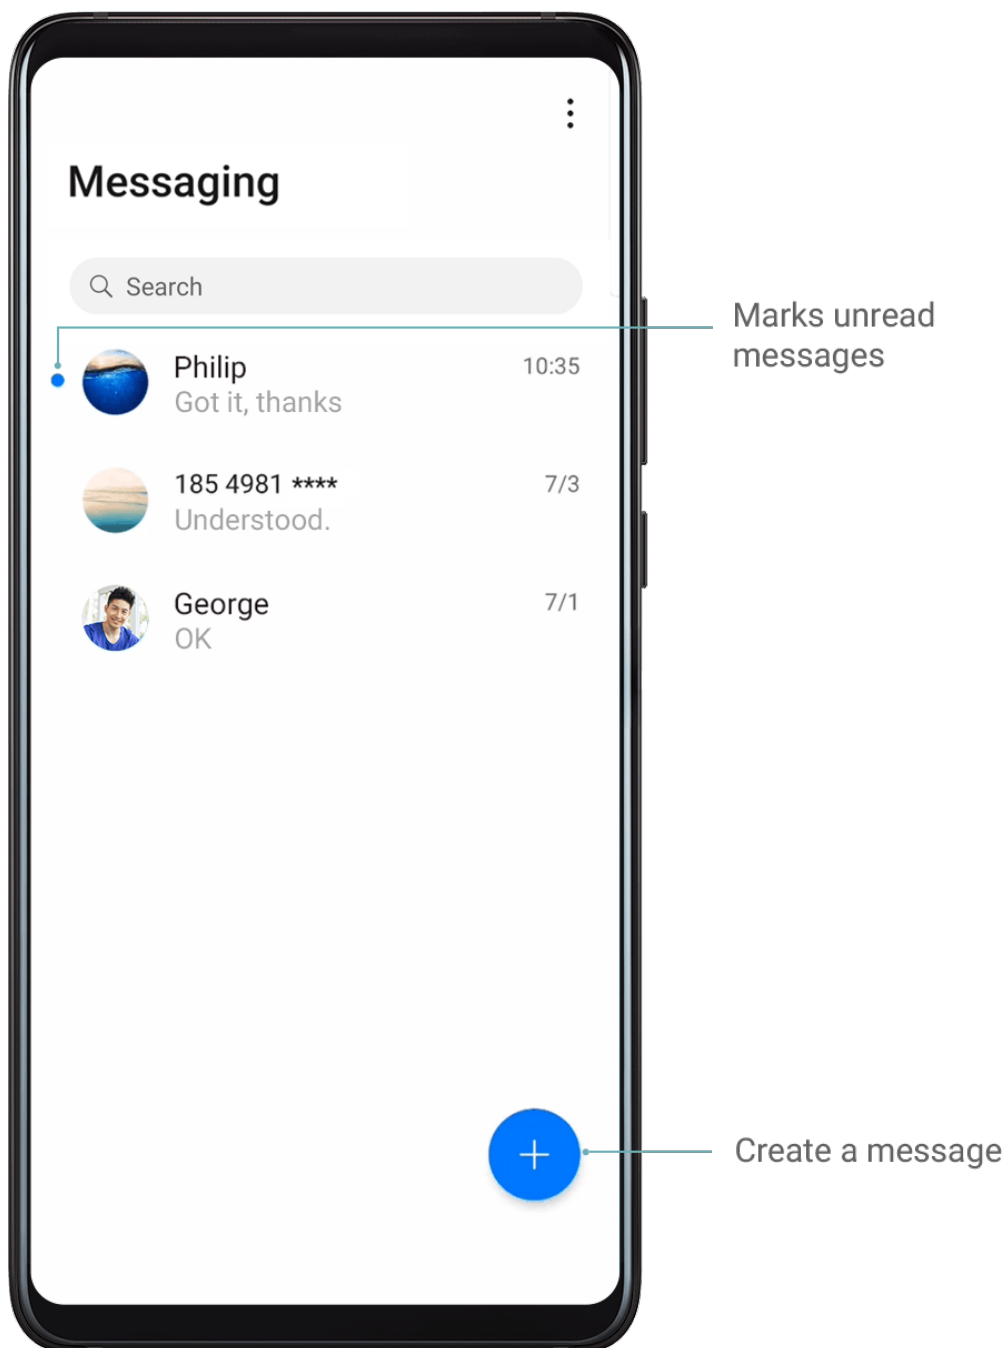 Messaging
Search
Marks unread
messages
Philip 10:35
Got it, thanks
185 4981 **** 7/3
Understood.
George 7/1
OK
Create a message